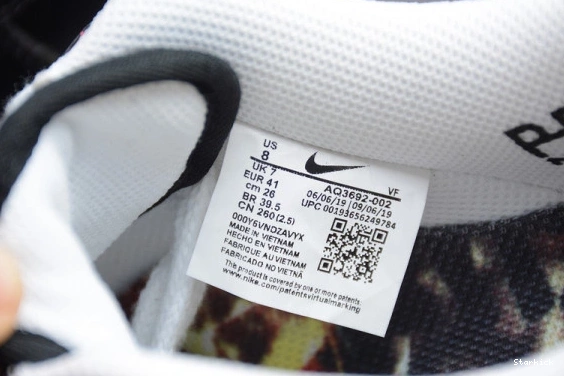 US
8
UK 7
EUR 41
cm 26
BR 39.5
CN 260(2.5)
VF
AQ3692-002
06/06/19 09/06/19
UPC 00193656249784
000Y5VNDZAVYX
MADE IN VIETNAM
HECHO EN VIETNAM
FABRIQUE AU VIETNAM
FABRICADO NO VIETNÃ
This product is covered by one or more patents.
www.nike.com/patentsvirtualmarking